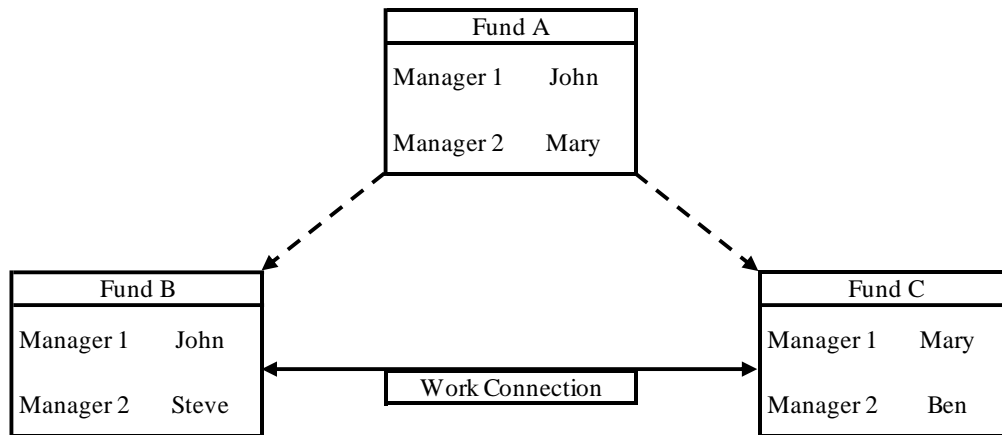 Fund A
Manager 1 John
Manager 2 Mary
Fund B
Manager 1 John
Manager 2 Steve
Work Connection
Fund C
Manager 1 Mary
Manager 2 Ben